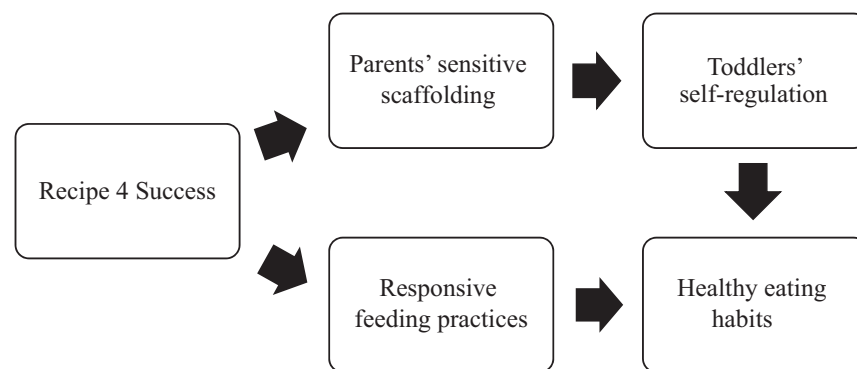 Parents’ sensitive
scaffolding
Toddlers’
self-regulation
Recipe 4 Success
Responsive
feeding practices
Healthy eating
habits